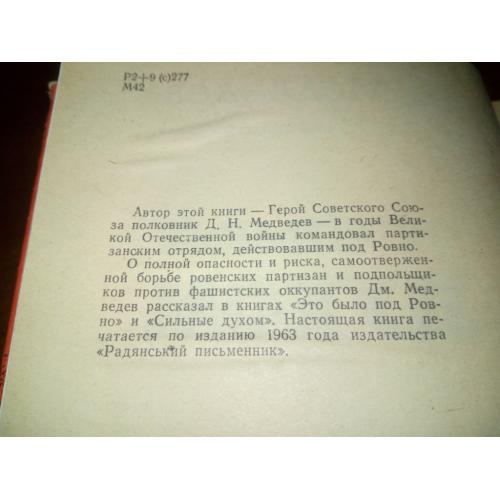 Р2+9 (с)277
М42
Автор этой книги — Герой Советского Сою-
за полковник Д. Н. Медведев — в годы Вели-
кой Отечественной войны командовал парти-
занским отрядом, действовавшим под Ровно.
О полной опасности и риска, самоотвержен-
ной борьбе ровенских партизан и подпольщи-
ков против фашистских оккупантов Дм. Мед-
ведев рассказал в книгах «Это было под Ров-
но» и «Сильные духом». Настоящая книга пе-
чатается по изданию 1963 года издательства
«Радянський письменник».